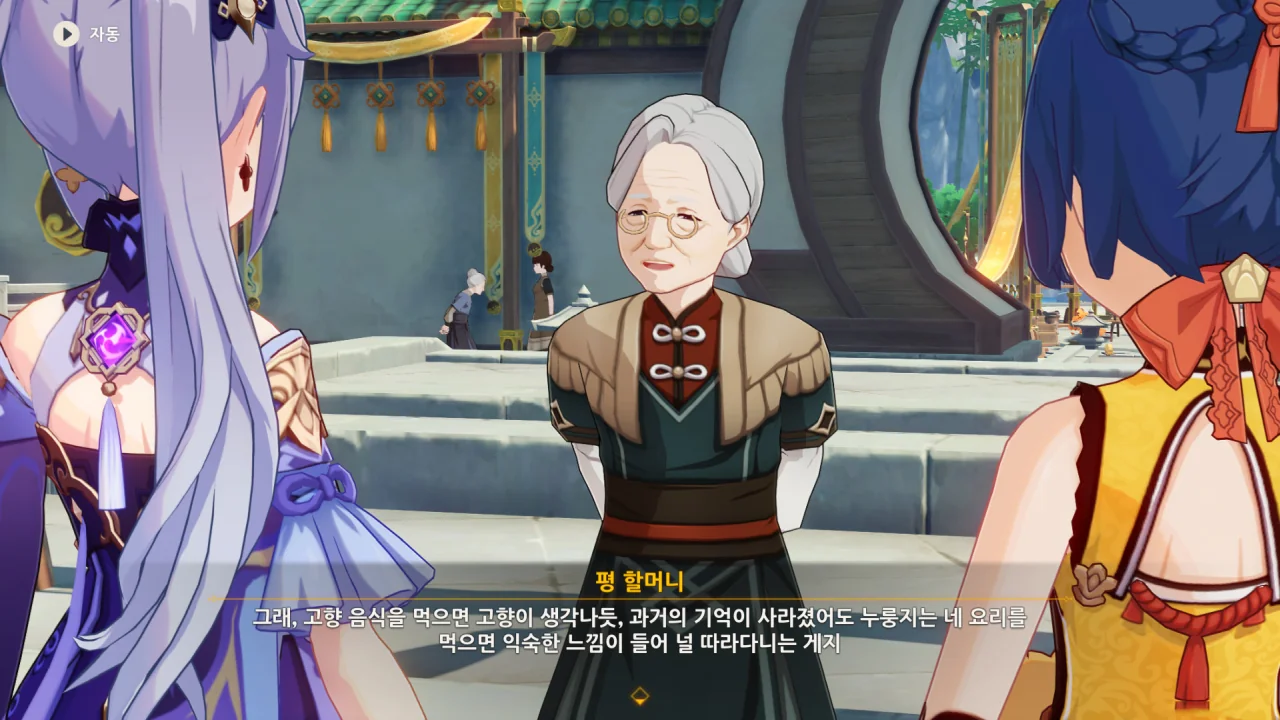 자동
평 할머니
그래, 고향 음식을 먹으면 고향이 생각나듯, 과거의 기억이 사라졌어도 누룽지는 네 요리를
먹으면 익숙한 느낌이 들어 널 따라다니는 게지